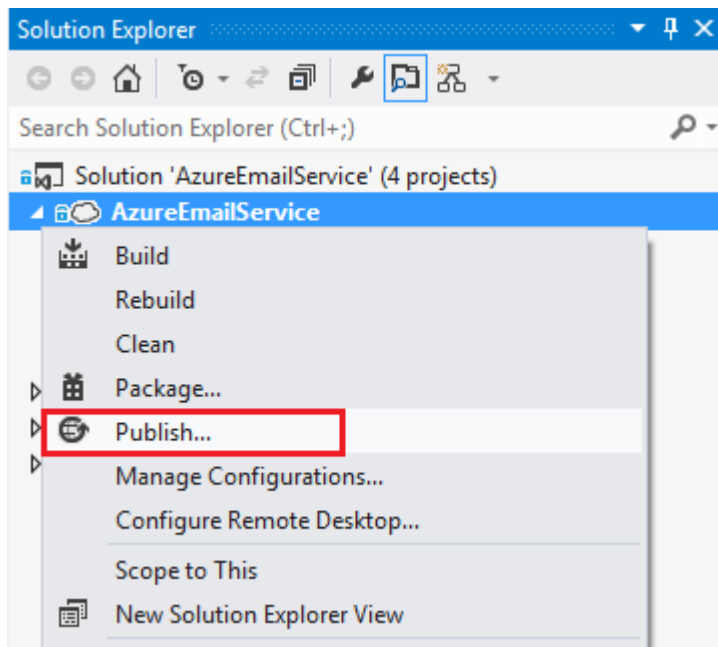 Solution Explorer
Search Solution Explorer (Ctrl+;)
Solution 'AzureEmailService' (4 projects)
AzureEmailService
Build
Rebuild
Clean
Package...
Publish...
Manage Configurations...
Configure Remote Desktop...
Scope to This
New Solution Explorer View